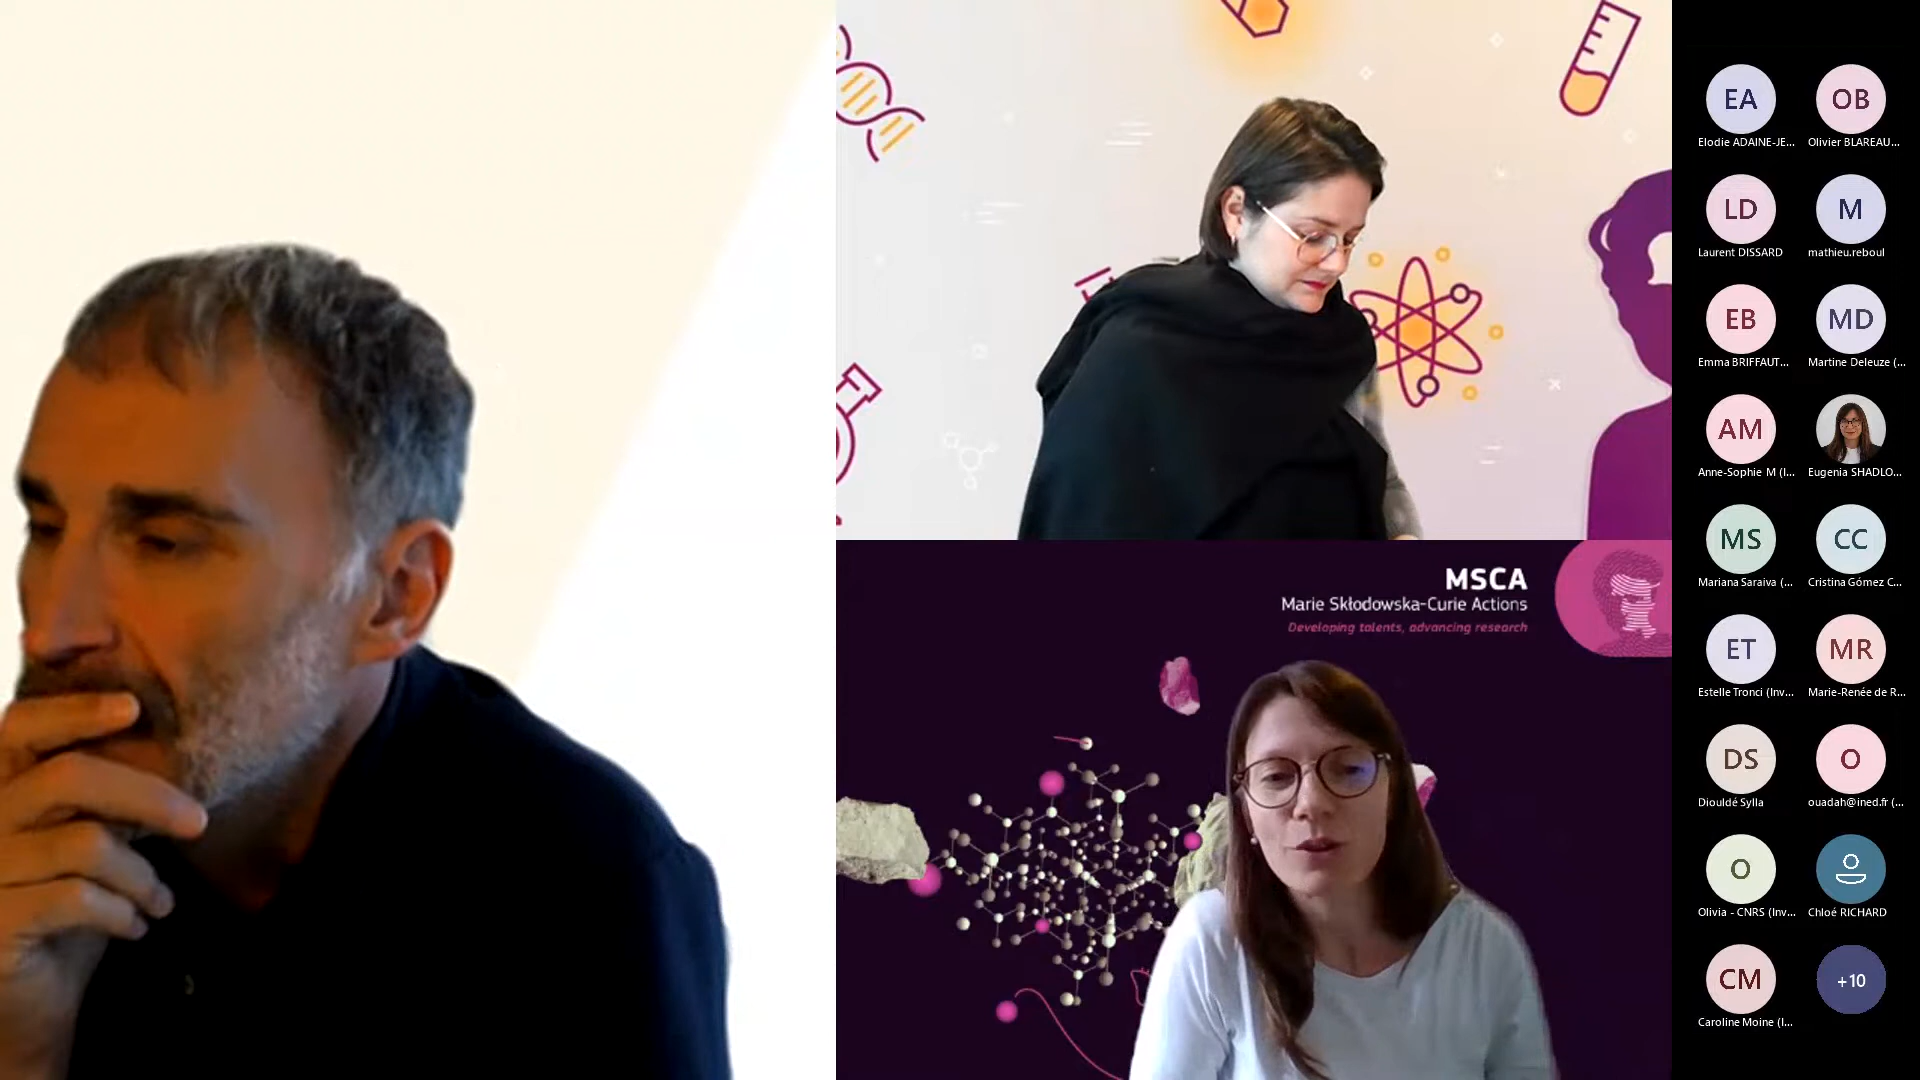 MSCA
Marie Skłodowska-Curie Actions
Developing talents, advancing research
EA
OB
Elodie ADAINE-JE...
Olivier BLAREAU...
LD
M
Laurent DISSARD
mathieu.reboul
EB
MD
Emma BRIFFAUT...
Martine Deleuze (...
AM
Anne-Sophie M (I...
Eugenia SHADLO...
MS
CC
Mariana Saraiva (...
Cristina Gómez C...
ET
MR
Estelle Tronci (Inv...
Marie-Renée de R...
DS
O
Diouldé Sylla
ouadah@ined.fr (...
O
Olivia - CNRS (Inv...
Chloé RICHARD
CM
+10
Caroline Moine (I...